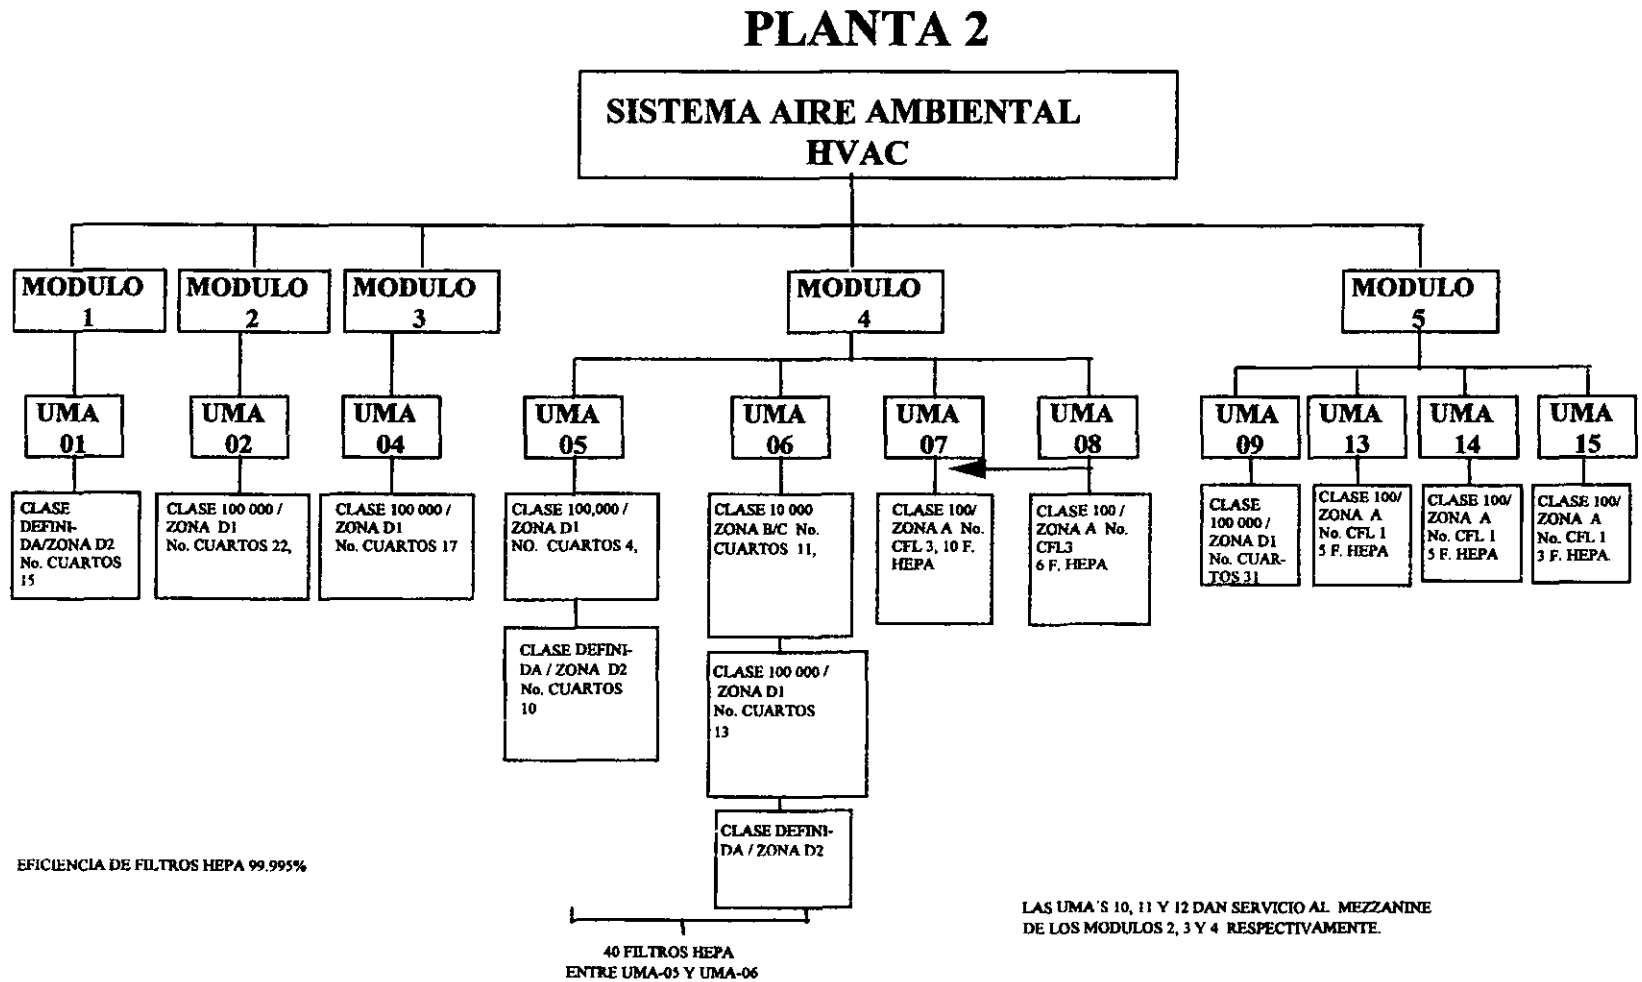 PLANTA 2
SISTEMA AIRE AMBIENTAL
HVAC
MODULO
1
MODULO
2
MODULO
3
MODULO
4
MODULO
5
UMA
01
UMA
02
UMA
04
UMA
05
UMA
06
UMA
07
UMA
08
UMA
09
UMA
13
UMA
14
UMA
15
CLASE
DEFINI-
DA/ZONA D2
No. CUARTOS
15
CLASE 100 000 /
ZONA D1
No. CUARTOS 22,
CLASE 100 000 /
ZONA D1
No. CUARTOS 17
CLASE 100,000 /
ZONA D1
NO. CUARTOS 4,
CLASE DEFINI-
DA / ZONA D2
No. CUARTOS
10
CLASE 10 000
ZONA B/C No.
CUARTOS 11,
CLASE 100 000 /
ZONA D1
No. CUARTOS
13
CLASE DEFINI-
DA / ZONA D2
CLASE 100/
ZONA A No.
CFL 3, 10 F.
HEPA
CLASE 100 /
ZONA A No.
CFL3
6 F. HEPA
CLASE
100 000 /
ZONA D1
No. CUAR-
TOS 31
CLASE 100/
ZONA A
No. CFL 1
5 F. HEPA
CLASE 100/
ZONA A
No. CFL 1
5 F. HEPA
CLASE 100/
ZONA A
No. CFL 1
3 F. HEPA.
EFICIENCIA DE FILTROS HEPA 99.995%
40 FILTROS HEPA
ENTRE UMA-05 Y UMA-06
LAS UMA´S 10, 11 Y 12 DAN SERVICIO AL MEZZANINE
DE LOS MODULOS 2, 3 Y 4 RESPECTIVAMENTE.